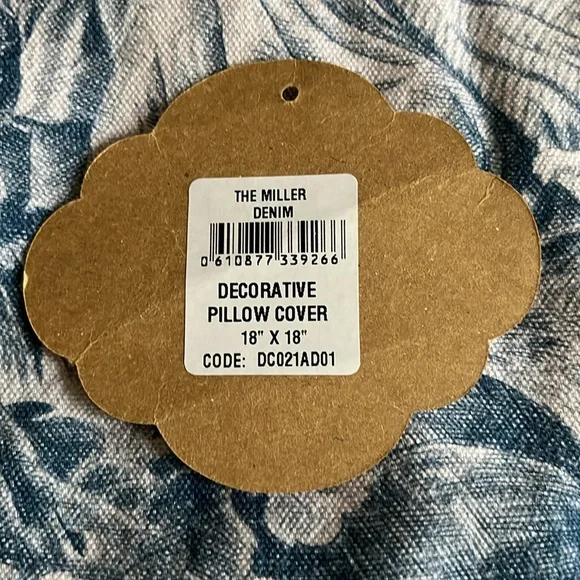 THE MILLER
DENIM
0 610877 339266
DECORATIVE
PILLOW COVER
18" X 18"
CODE: DC021AD01